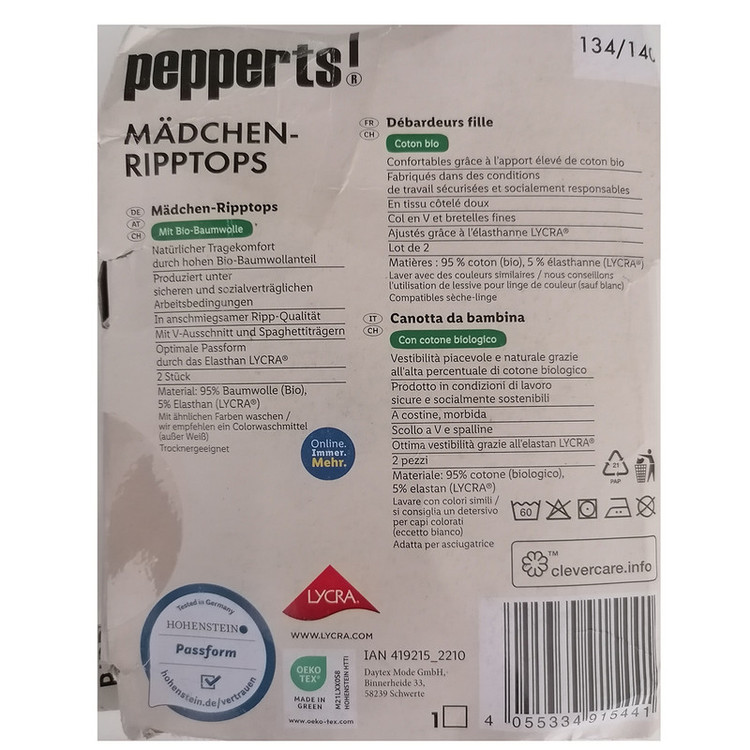 pepperts!®
134/140
MÄDCHEN-
RIPPTOPS
DE AT CH
Mädchen-Ripptops
Mit Bio-Baumwolle
Natürlicher Tragekomfort
durch hohen Bio-Baumwollanteil
Produziert unter
sicheren und sozialverträglichen
Arbeitsbedingungen
In anschmiegsamer Ripp-Qualität
Mit V-Ausschnitt und Spaghettiträgern
Optimale Passform
durch das Elasthan LYCRA®
2 Stück
Material: 95% Baumwolle (Bio),
5% Elasthan (LYCRA®)
Mit ähnlichen Farben waschen /
wir empfehlen ein Colorwaschmittel
(außer Weiß)
Trocknergeeignet
Online.
Immer.
Mehr.
FR CH
Débardeurs fille
Coton bio
Confortables grâce à l'apport élevé de coton bio
Fabriqués dans des conditions
de travail sécurisées et socialement responsables
En tissu côtelé doux
Col en V et bretelles fines
Ajustés grâce à l'élasthanne LYCRA®
Lot de 2
Matières : 95 % coton (bio), 5 % élasthanne (LYCRA®)
Laver avec des couleurs similaires / nous conseillons
l'utilisation de lessive pour linge de couleur (sauf blanc)
Compatibles sèche-linge
IT CH
Canotta da bambina
Con cotone biologico
Vestibilità piacevole e naturale grazie
all'alta percentuale di cotone biologico
Prodotto in condizioni di lavoro
sicure e socialmente sostenibili
A costine, morbida
Scollo a V e spalline
Ottima vestibilità grazie all'elastan LYCRA®
2 pezzi
Materiale: 95% cotone (biologico),
5% elastan (LYCRA®)
Lavare con colori simili /
si consiglia un detersivo
per capi colorati
(eccetto bianco)
Adatta per asciugatrice
21
PAP
60
™
clevercare.info
Tested in Germany
HOHENSTEIN
Passform
hohenstein.de/vertrauen
LYCRA®
WWW.LYCRA.COM
OEKO
TEX®
MADE IN
GREEN
HOHENSTEIN HTTI
www.oeko-tex.com
IAN 419215_2210
Daytex Mode GmbH,
Binnerheide 33,
58239 Schwerte
1
4 055334 915441